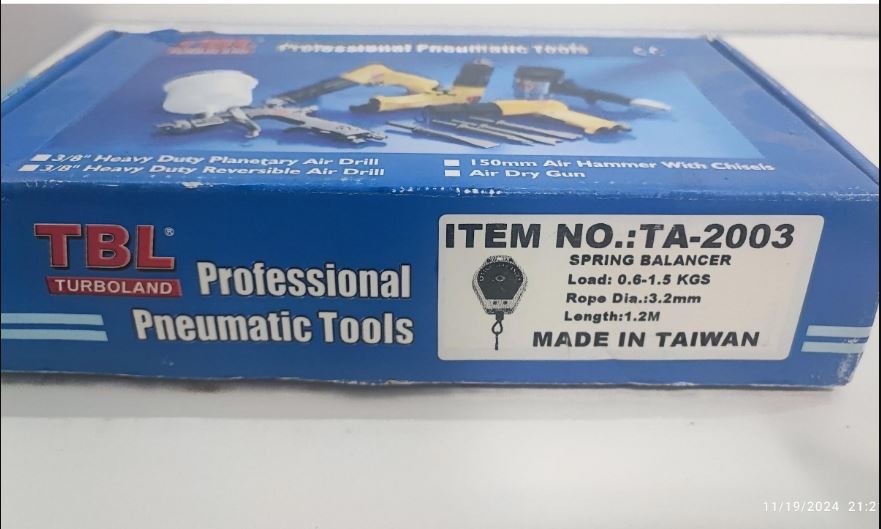 TBL
Professional Pneumatic Tools
CE
3/8" Heavy Duty Planetary Air Drill
3/8" Heavy Duty Reversible Air Drill
150mm Air Hammer With Chisels
Air Dry Gun
TBL®
TURBOLAND
Professional
Pneumatic Tools
ITEM NO.:TA-2003
SPRING BALANCER
Load: 0.6-1.5 KGS
Rope Dia.:3.2mm
Length:1.2M
MADE IN TAIWAN
11/19/2024 21:2